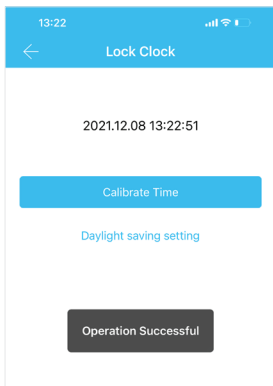 13:22
Lock Clock
2021.12.08 13:22:51
Calibrate Time
Daylight saving setting
Operation Successful